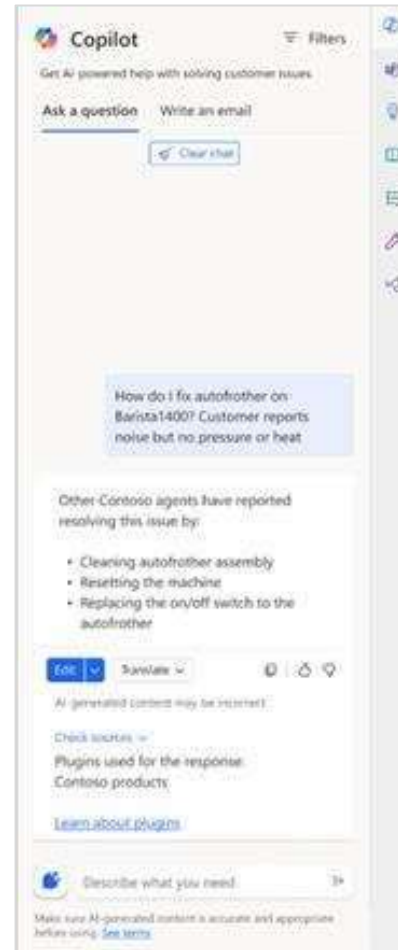 Copilot
Filters
Get AI-powered help with solving customer issues
Ask a question Write an email
Clear chat
How do I fix autofrother on
Barista1400? Customer reports
noise but no pressure or heat
Other Contoso agents have reported
resolving this issue by:
• Cleaning autofrother assembly
• Resetting the machine
• Replacing the on/off switch to the
autofrother
Edit Translate
AI-generated content may be incorrect
Check sources
Plugins used for the response:
Contoso products
Learn about plugins
Describe what you need
Make sure AI-generated content is accurate and appropriate
before using. See terms